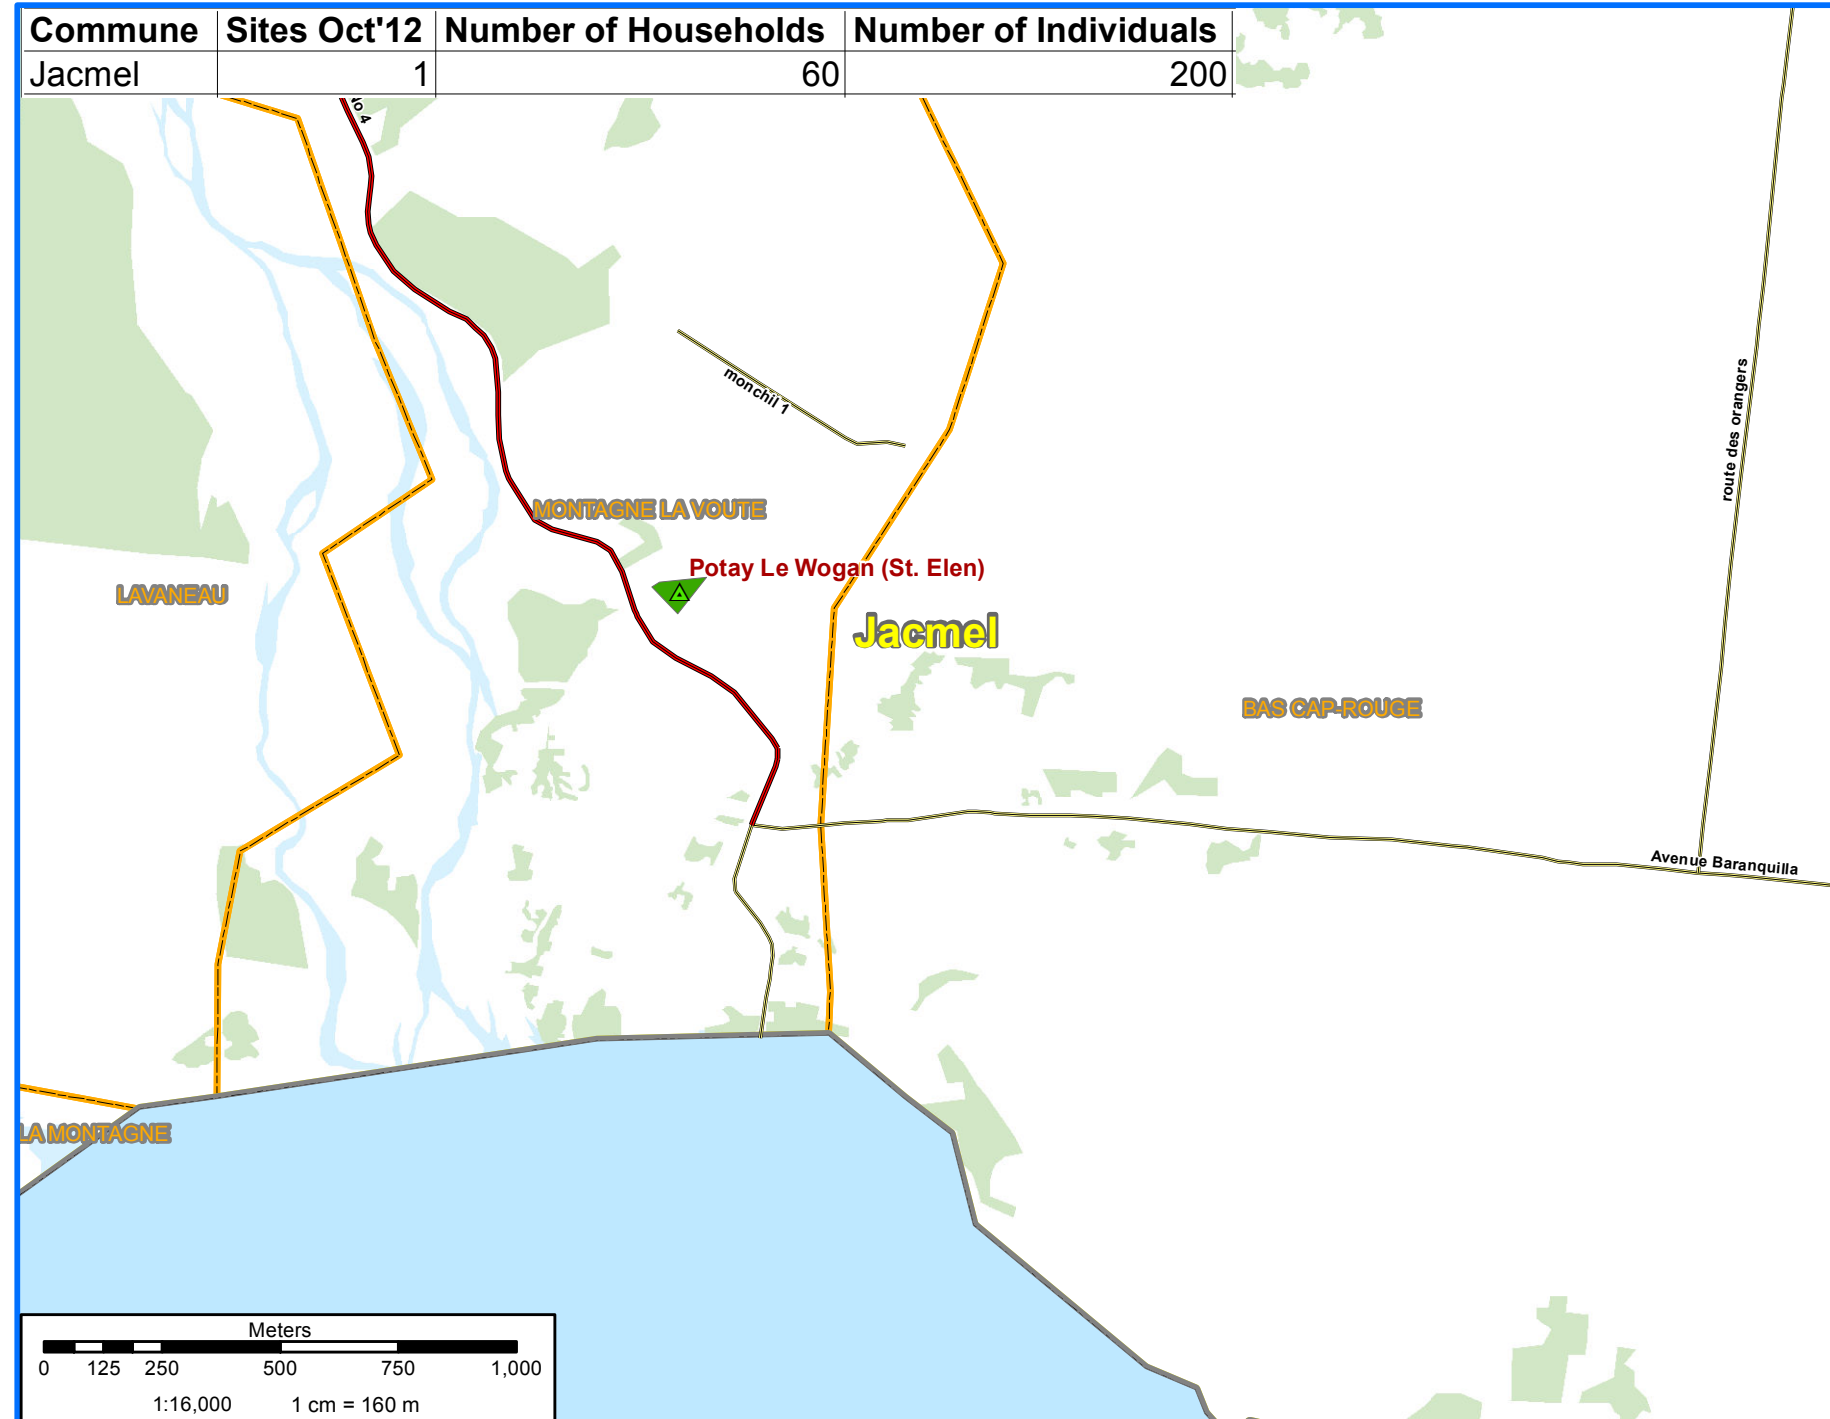 Commune Sites Oct'12 Number of Households Number of Individuals
Jacmel 1 60 200
No 4
monchil 1
route des orangers
MONTAGNE LA VOUTE
Potay Le Wogan (St. Elen)
LAVANEAU
Jacmel
BAS CAP-ROUGE
Avenue Baranquilla
LA MONTAGNE
Meters
0 125 250 500 750 1,000
1:16,000 1 cm = 160 m